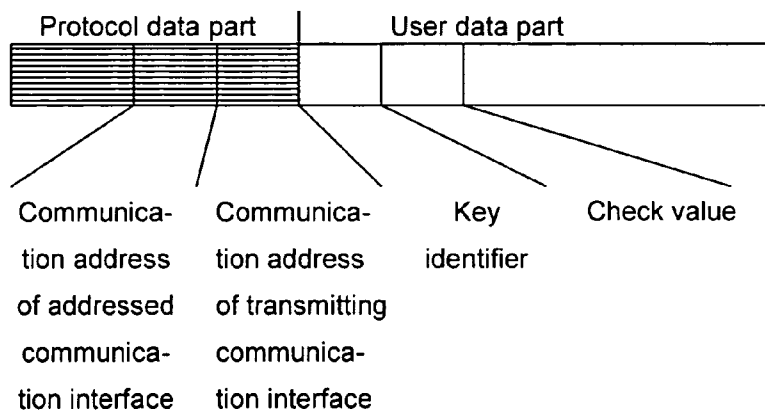 Protocol data part User data part
Communica-
tion address
of addressed
communica-
tion interface
Communica-
tion address
of transmitting
communica-
tion interface
Key
identifier
Check value